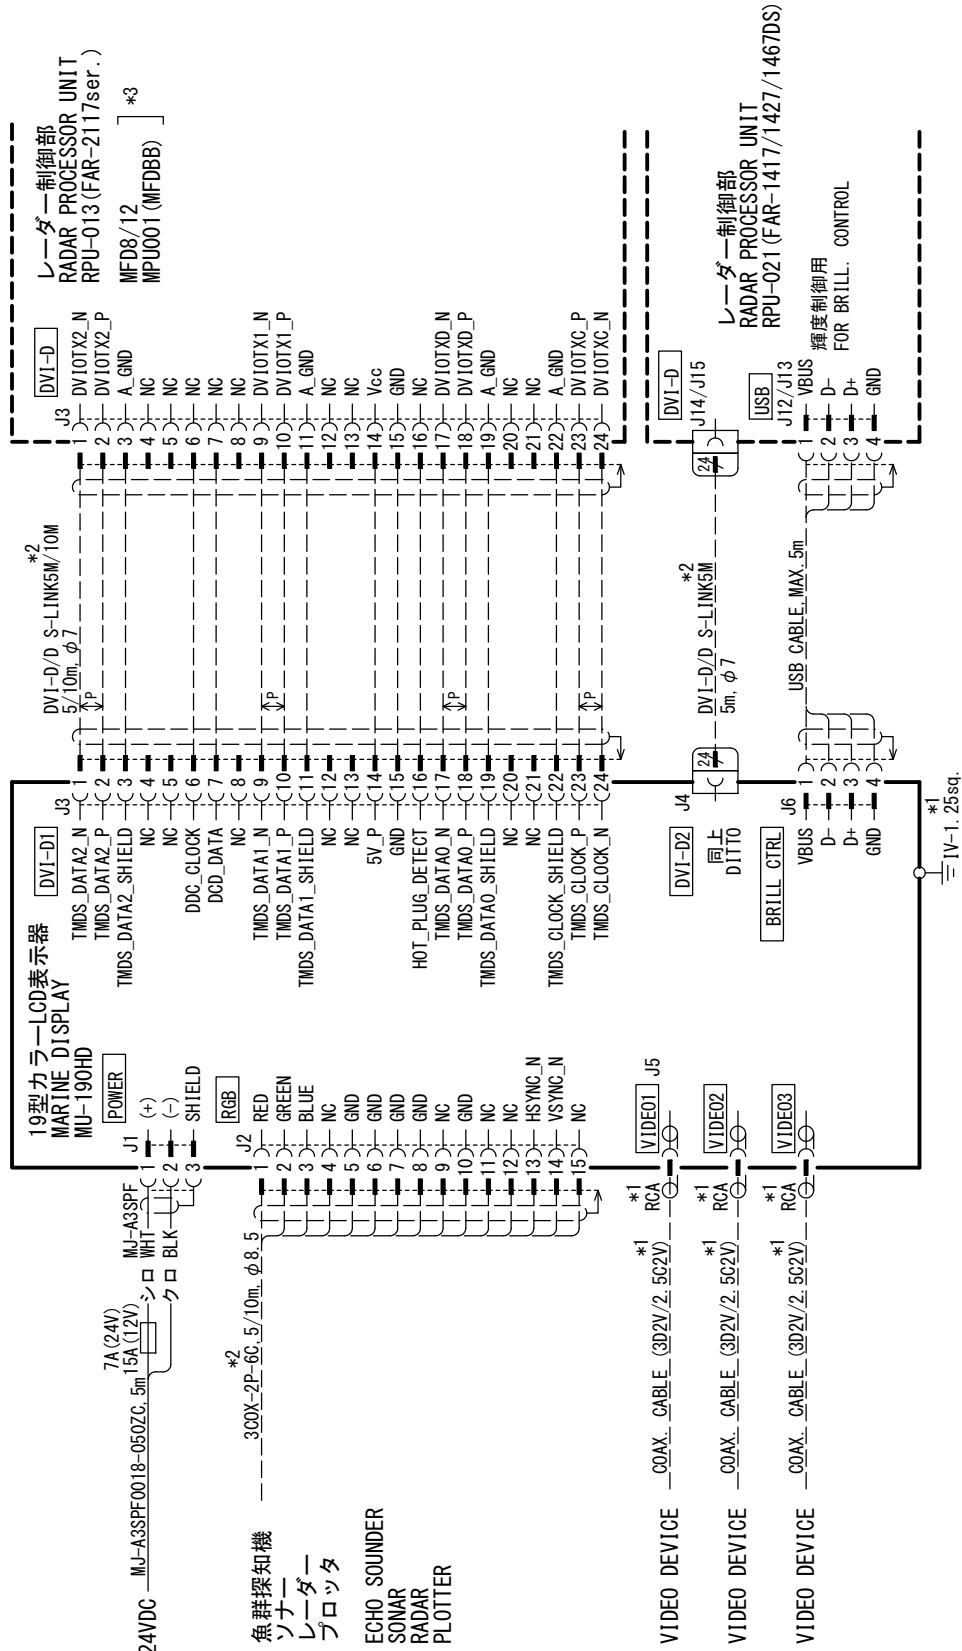 19型カラーLCD表示器
MARINE DISPLAY
MU-190HD
24VDC
MJ-A3SPF0018-050ZC, 5m
7A(24V)
15A(12V)
シロ WHT
クロ BLK
MJ-A3SPF
POWER
J1
1 (+)
2 (-)
3 SHIELD
魚群探知機
ソナー
レーダー
プロッタ
ECHO SOUNDER
SONAR
RADAR
PLOTTER
*2
3COX-2P-6C, 5/10m, φ8.5
RGB
J2
1 RED
2 GREEN
3 BLUE
4 NC
5 GND
6 GND
7 GND
8 GND
9 NC
10 GND
11 NC
12 NC
13 HSYNC_N
14 VSYNC_N
15 NC
VIDEO DEVICE
COAX. CABLE (3D2V/2.5C2V)
*1
*1
RCA
VIDEO1
J5
VIDEO DEVICE
COAX. CABLE (3D2V/2.5C2V)
*1
*1
RCA
VIDEO2
VIDEO DEVICE
COAX. CABLE (3D2V/2.5C2V)
*1
*1
RCA
VIDEO3
DVI-D1
J3
TMDS_DATA2_N 1
TMDS_DATA2_P 2
TMDS_DATA2_SHIELD 3
NC 4
NC 5
DDC_CLOCK 6
DCD_DATA 7
NC 8
TMDS_DATA1_N 9
TMDS_DATA1_P 10
TMDS_DATA1_SHIELD 11
NC 12
NC 13
5V_P 14
GND 15
HOT_PLUG_DETECT 16
TMDS_DATA0_N 17
TMDS_DATA0_P 18
TMDS_DATA0_SHIELD 19
NC 20
NC 21
TMDS_CLOCK_SHIELD 22
TMDS_CLOCK_P 23
TMDS_CLOCK_N 24
*2
DVI-D/D S-LINK5M/10M
5/10m, φ7
P
P
P
P
DVI-D
J3
1 DVIOTX2_N
2 DVIOTX2_P
3 A_GND
4 NC
5 NC
6 NC
7 NC
8 NC
9 DVIOTX1_N
10 DVIOTX1_P
11 A_GND
12 NC
13 NC
14 Vcc
15 GND
16 NC
17 DVIOTXD_N
18 DVIOTXD_P
19 A_GND
20 NC
21 NC
22 A_GND
23 DVIOTXC_P
24 DVIOTXC_N
レーダー制御部
RADAR PROCESSOR UNIT
RPU-013(FAR-2117ser.)
MFD8/12
MPU001(MFDBB)
*3
DVI-D2
J4
同上
DITTO
24
*2
DVI-D/D S-LINK5M
5m, φ7
24
DVI-D
J14/J15
レーダー制御部
RADAR PROCESSOR UNIT
RPU-021(FAR-1417/1427/1467DS)
BRILL CTRL
J6
VBUS 1
D- 2
D+ 3
GND 4
USB CABLE, MAX. 5m
USB
J12/J13
1 VBUS
2 D-
3 D+
4 GND
輝度制御用
FOR BRILL. CONTROL
*1
IV-1.25sq.